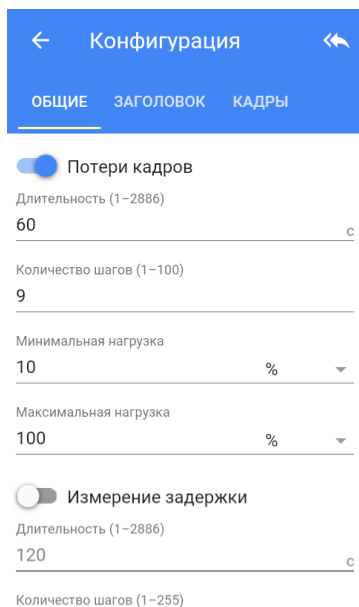 Конфигурация
ОБЩИЕ ЗАГОЛОВОК КАДРЫ
Потери кадров
Длительность (1–2886)
60 с
Количество шагов (1–100)
9
Минимальная нагрузка
10 %
Максимальная нагрузка
100 %
Измерение задержки
Длительность (1–2886)
120 с
Количество шагов (1–255)